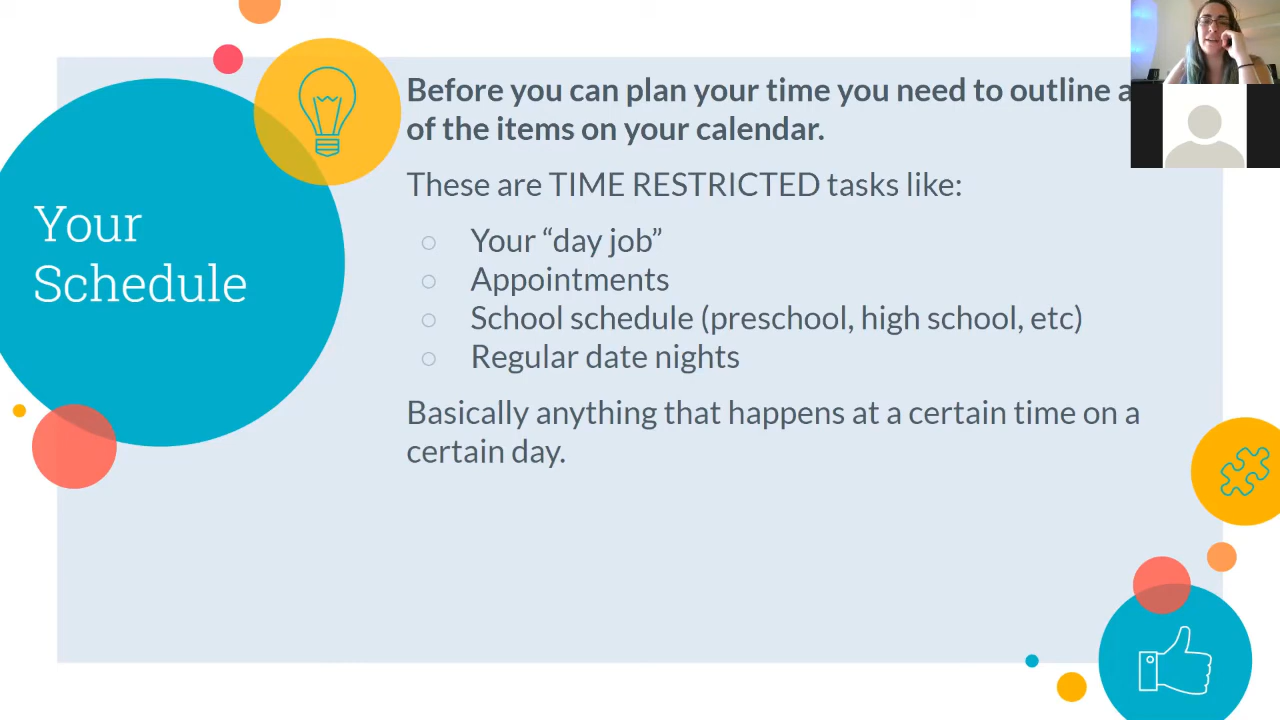 Your
Schedule
Before you can plan your time you need to outline
of the items on your calendar.
These are TIME RESTRICTED tasks like:
Your “day job”
Appointments
School schedule (preschool, high school, etc)
Regular date nights
Basically anything that happens at a certain time on a
certain day.